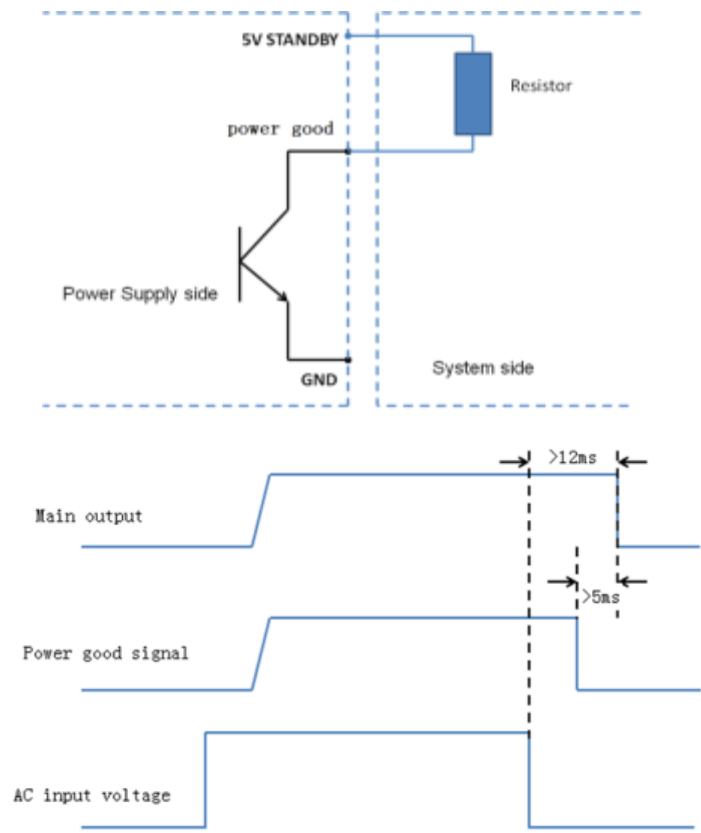 5V STANDBY
Resistor
power good
Power Supply side
System side
GND
>12ms
Main output
>5ms
Power good signal
AC input voltage